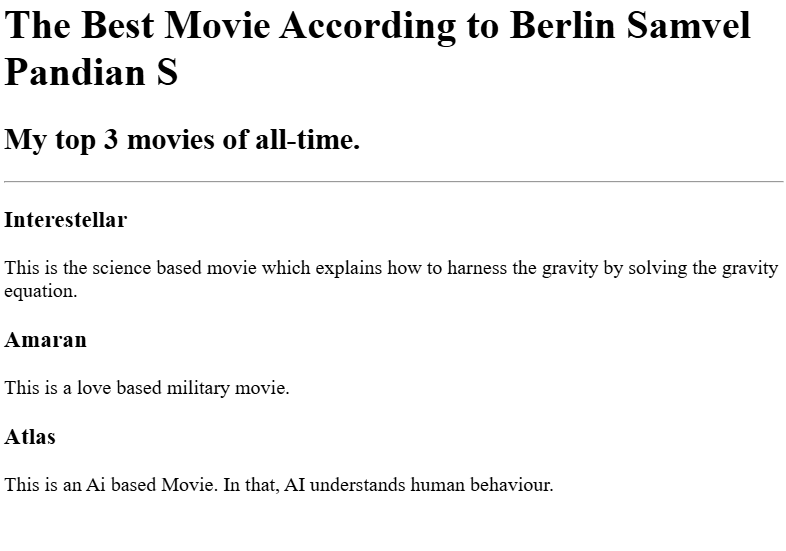 The Best Movie According to Berlin Samvel
Pandian S
My top 3 movies of all-time.
Interestellar
This is the science based movie which explains how to harness the gravity by solving the gravity
equation.
Amaran
This is a love based military movie.
Atlas
This is an Ai based Movie. In that, AI understands human behaviour.